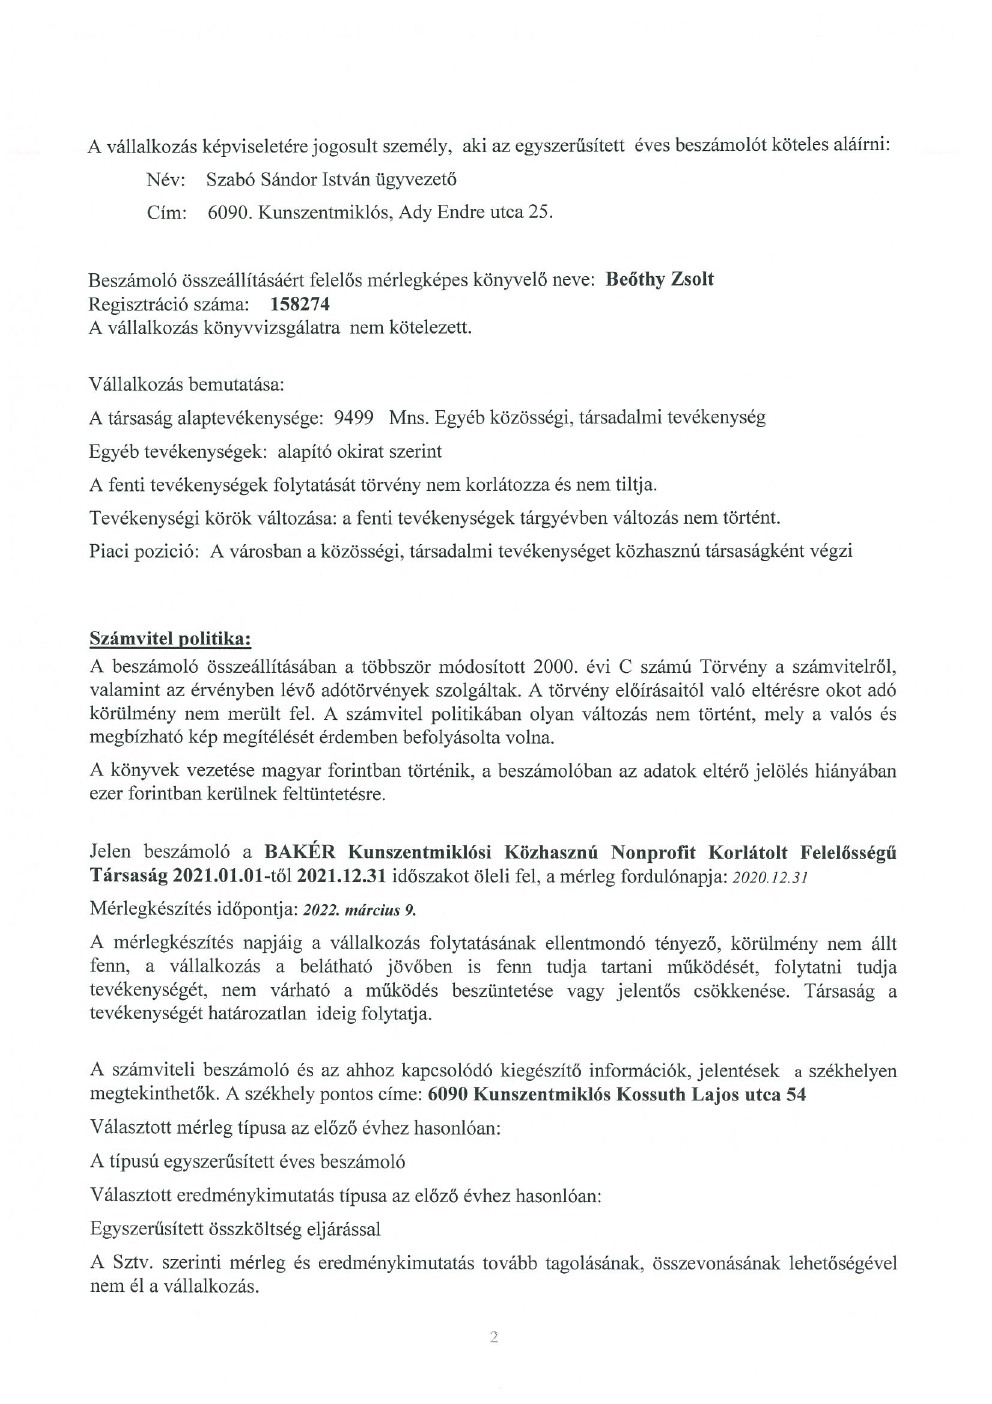 A vállalkozás képviseletére jogosult személy, aki az egyszerűsített éves beszámolót köteles aláírni:
Név: Szabó Sándor István ügyvezető
Cím: 6090. Kunszentmiklós, Ady Endre utca 25.
Beszámoló összeállításáért felelős mérlegképes könyvelő neve: Beőthy Zsolt
Regisztráció száma: 158274
A vállalkozás könyvvizsgálatra nem kötelezett.
Vállalkozás bemutatása:
A társaság alaptevékenysége: 9499 Mns. Egyéb közösségi, társadalmi tevékenység
Egyéb tevékenységek: alapító okirat szerint
A fenti tevékenységek folytatását törvény nem korlátozza és nem tiltja.
Tevékenységi körök változása: a fenti tevékenységek tárgyévben változás nem történt.
Piaci pozició: A városban a közösségi, társadalmi tevékenységet közhasznú társaságként végzi
Számvitel politika:
A beszámoló összeállításában a többször módosított 2000. évi C számú Törvény a számvitelről,
valamint az érvényben lévő adótörvények szolgáltak. A törvény előírásaitól való eltérésre okot adó
körülmény nem merült fel. A számvitel politikában olyan változás nem történt, mely a valós és
megbízható kép megítélését érdemben befolyásolta volna.
A könyvek vezetése magyar forintban történik, a beszámolóban az adatok eltérő jelölés hiányában
ezer forintban kerülnek feltüntetésre.
Jelen beszámoló a BAKÉR Kunszentmiklósi Közhasznú Nonprofit Korlátolt Felelősségű
Társaság 2021.01.01-től 2021.12.31 időszakot öleli fel, a mérleg fordulónapja: 2020.12.31
Mérlegkészítés időpontja: 2022. március 9.
A mérlegkészítés napjáig a vállalkozás folytatásának ellentmondó tényező, körülmény nem állt
fenn, a vállalkozás a belátható jövőben is fenn tudja tartani működését, folytatni tudja
tevékenységét, nem várható a működés beszüntetése vagy jelentős csökkenése. Társaság a
tevékenységét határozatlan ideig folytatja.
A számviteli beszámoló és az ahhoz kapcsolódó kiegészítő információk, jelentések a székhelyen
megtekinthetők. A székhely pontos címe: 6090 Kunszentmiklós Kossuth Lajos utca 54
Választott mérleg típusa az előző évhez hasonlóan:
A típusú egyszerűsített éves beszámoló
Választott eredménykimutatás típusa az előző évhez hasonlóan:
Egyszerűsített összköltség eljárással
A Sztv. szerinti mérleg és eredménykimutatás tovább tagolásának, összevonásának lehetőségével
nem él a vállalkozás.
2